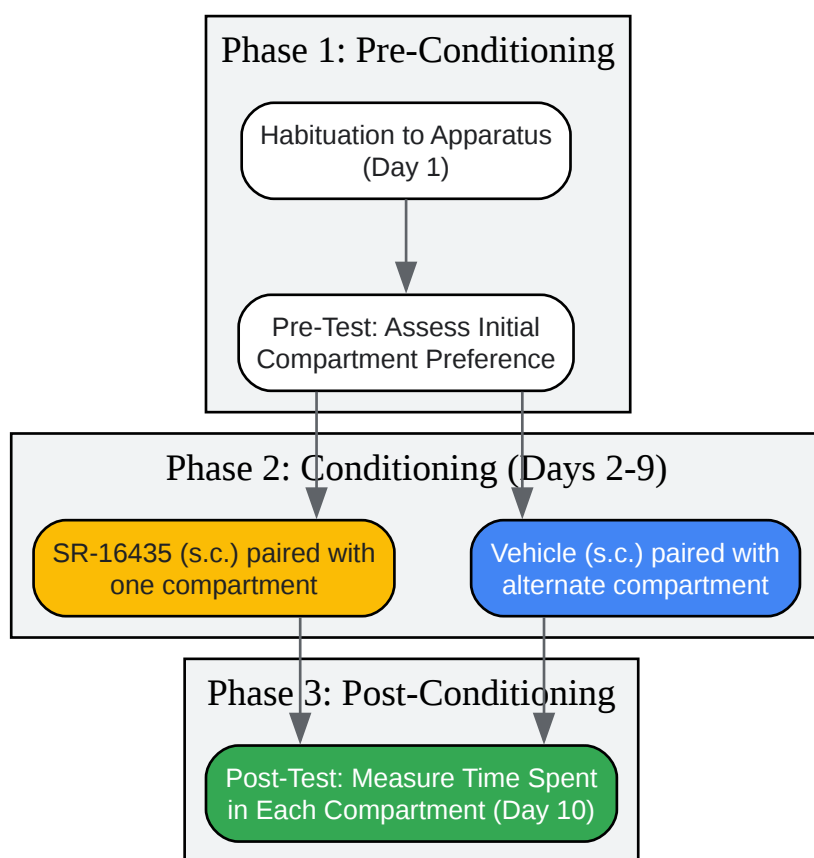 Phase 1: Pre-Conditioning
Habituation to Apparatus
(Day 1)
Pre-Test: Assess Initial
Compartment Preference
Phase 2: Conditioning (Days 2-9)
SR-16435 (s.c.) paired with
one compartment
Vehicle (s.c.) paired with
alternate compartment
Phase 3: Post-Conditioning
Post-Test: Measure Time Spent
in Each Compartment (Day 10)